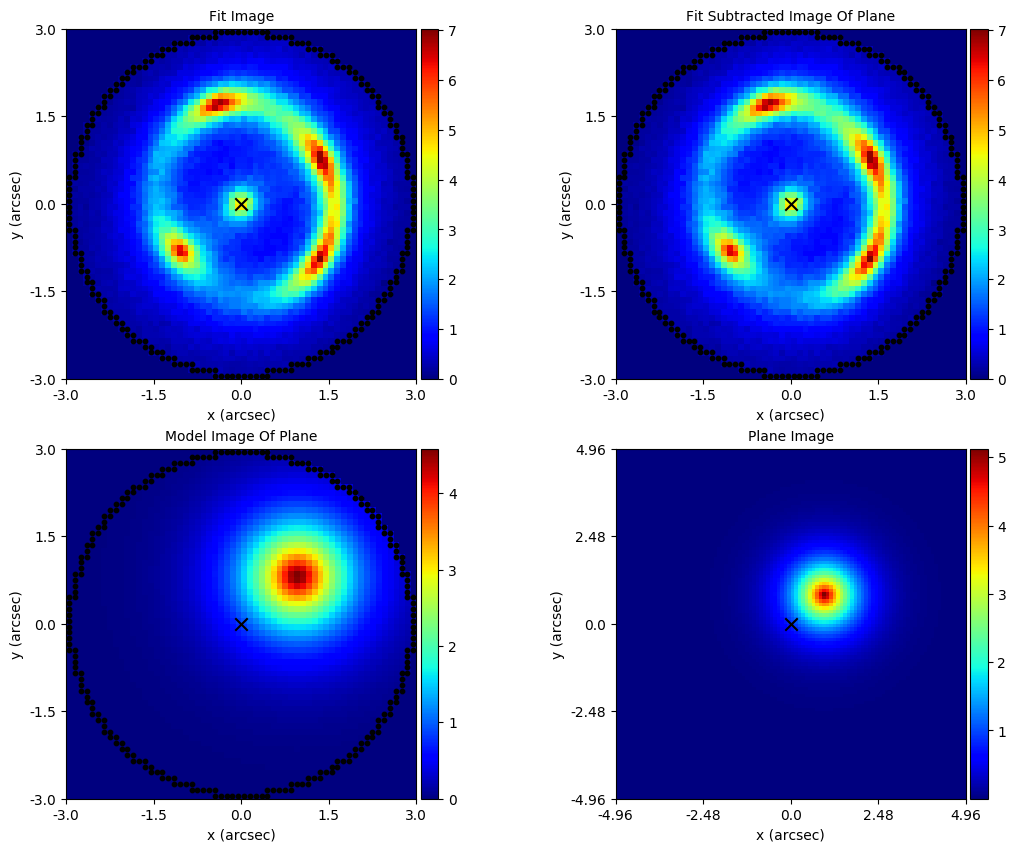 Fit Image
3.0
1.5
0.0
-1.5
-3.0
y (arcsec)
-3.0 -1.5 0.0 1.5 3.0
x (arcsec)
7
6
5
4
3
2
1
0
Fit Subtracted Image Of Plane
3.0
1.5
0.0
-1.5
-3.0
y (arcsec)
-3.0 -1.5 0.0 1.5 3.0
x (arcsec)
7
6
5
4
3
2
1
0
Model Image Of Plane
3.0
1.5
0.0
-1.5
-3.0
y (arcsec)
-3.0 -1.5 0.0 1.5 3.0
x (arcsec)
4
3
2
1
0
Plane Image
4.96
2.48
0.0
-2.48
-4.96
y (arcsec)
-4.96 -2.48 0.0 2.48 4.96
x (arcsec)
5
4
3
2
1